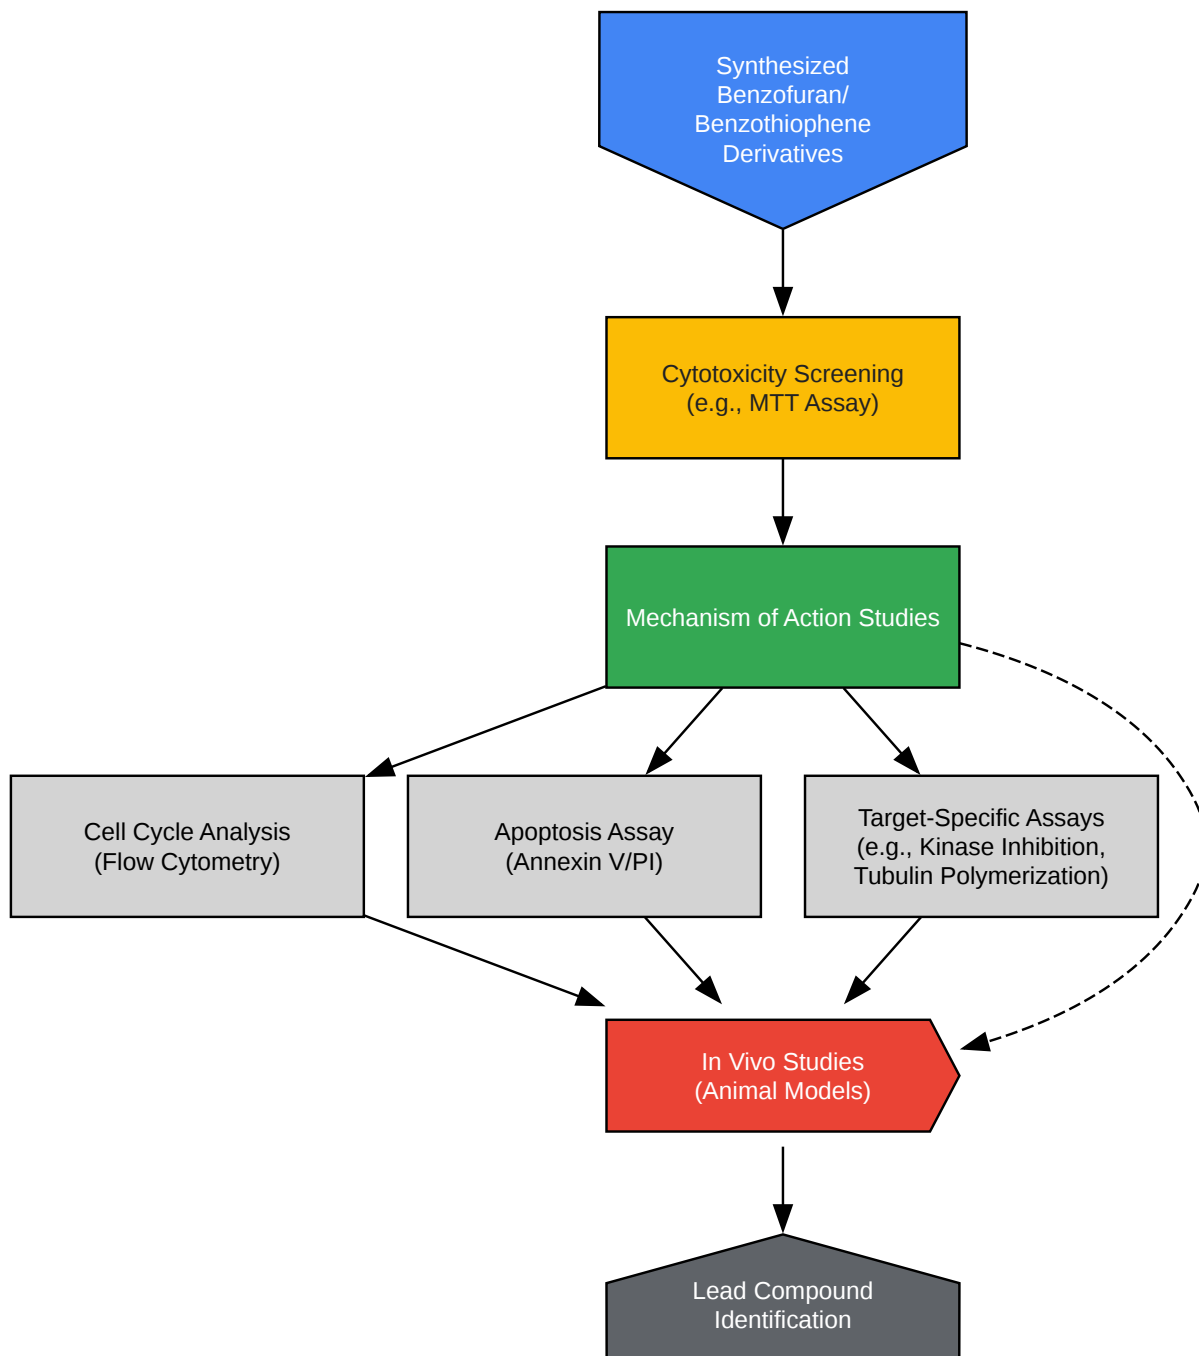 Synthesized
Benzofuran/
Benzothiophene
Derivatives
Cytotoxicity Screening
(e.g., MTT Assay)
Mechanism of Action Studies
Cell Cycle Analysis
(Flow Cytometry)
Apoptosis Assay
(Annexin V/PI)
Target-Specific Assays
(e.g., Kinase Inhibition,
Tubulin Polymerization)
In Vivo Studies
(Animal Models)
Lead Compound
Identification